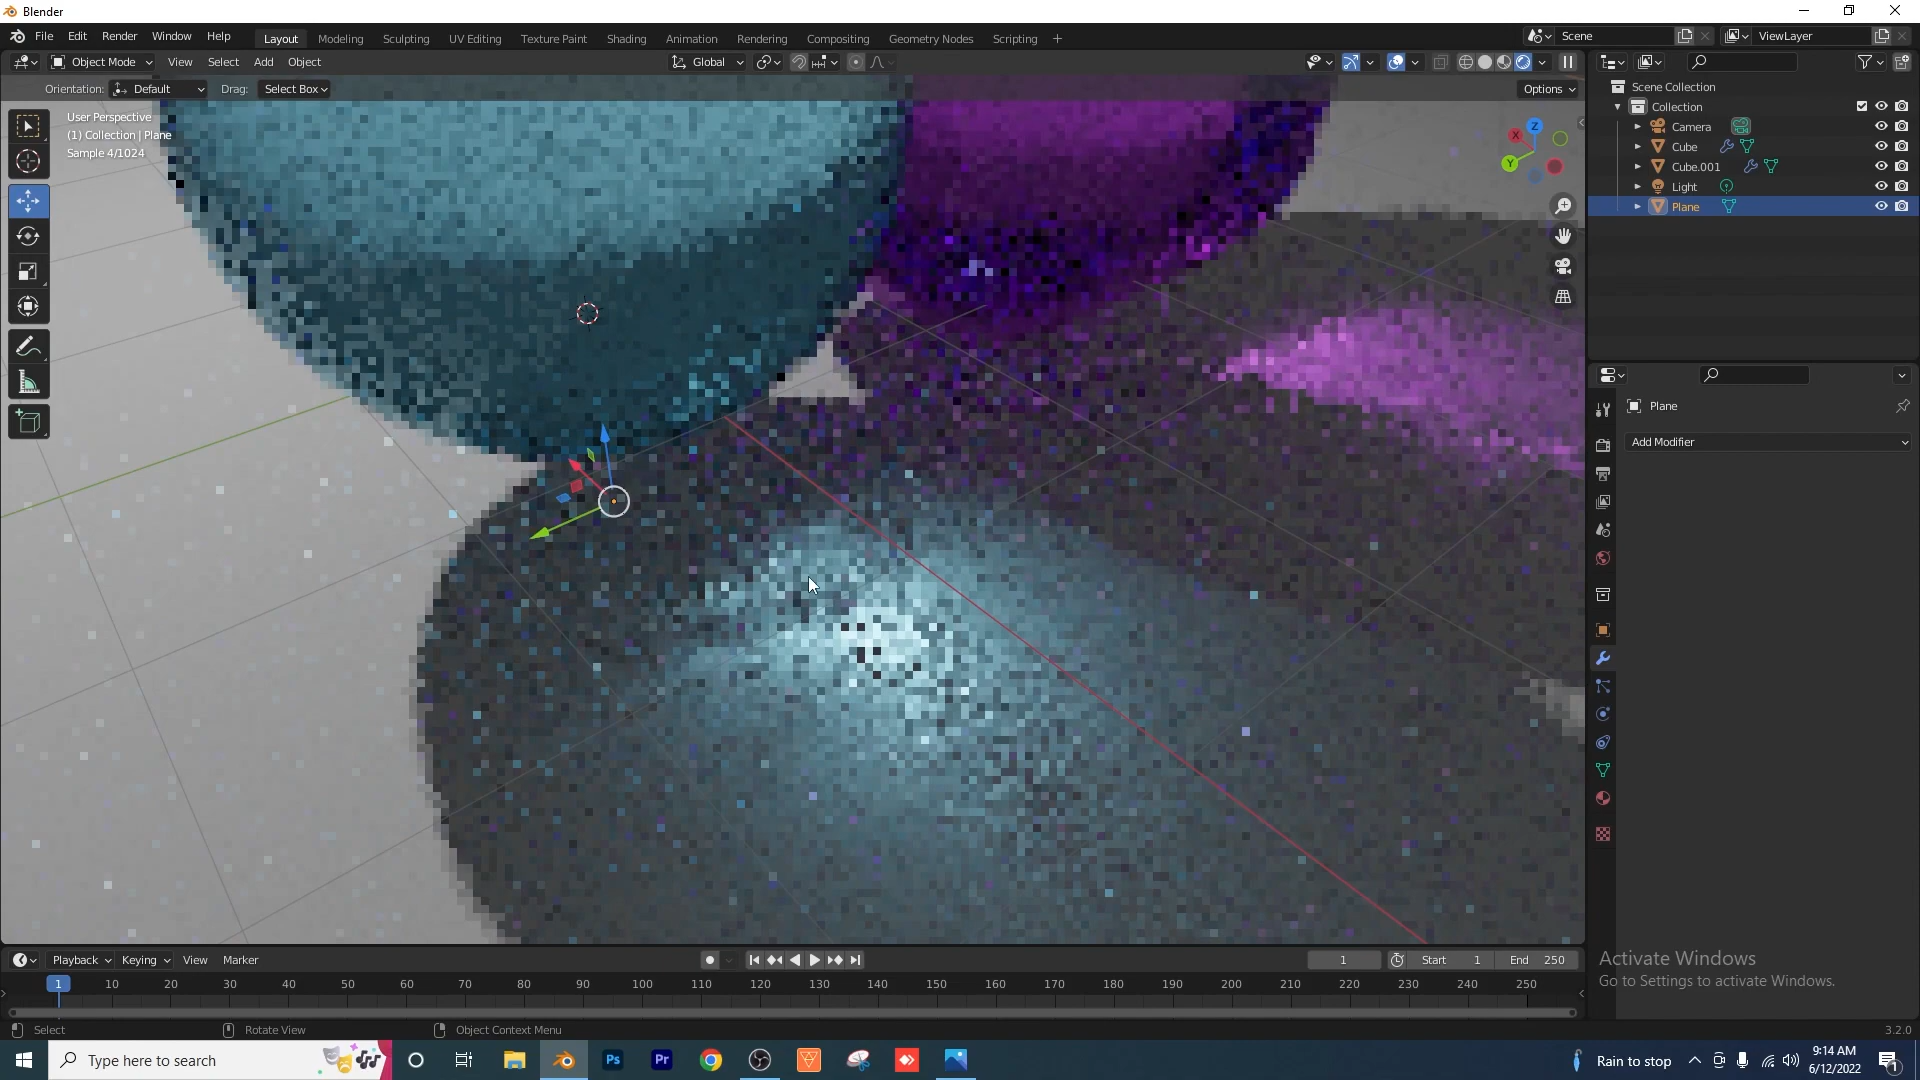 Blender
File Edit Render Window Help
Layout Modeling Sculpting UV Editing Texture Paint Shading Animation Rendering Compositing Geometry Nodes Scripting +
Scene
ViewLayer
Object Mode View Select Add Object
Global
Orientation: Default Drag: Select Box
Options
User Perspective
(1) Collection | Plane
Sample 4/1024
Z
X
Y
Scene Collection
Collection
Camera
Cube
Cube.001
Light
Plane
Plane
Add Modifier
Playback Keying View Marker
1
Start 1
End 250
1 10 20 30 40 50 60 70 80 90 100 110 120 130 140 150 160 170 180 190 200 210 220 230 240 250
Activate Windows
Go to Settings to activate Windows.
Select
Rotate View
Object Context Menu
3.2.0
Type here to search
Ps
Pr
Rain to stop
9:14 AM
6/12/2022
1